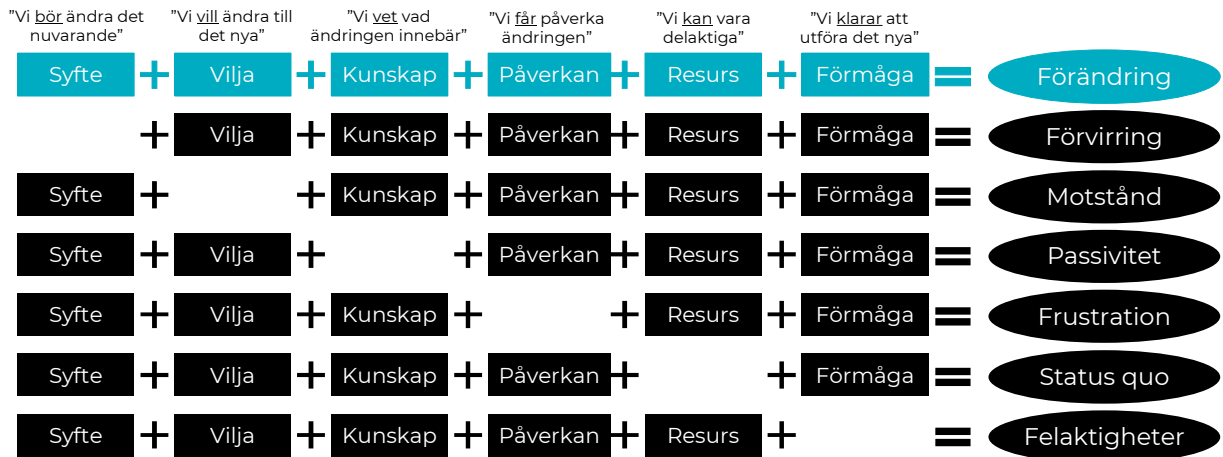 "Vi bör ändra det
nuvarande"
"Vi vill ändra till
det nya"
"Vi vet vad
ändringen innebär"
"Vi får påverka
ändringen"
"Vi kan vara
delaktiga"
"Vi klarar att
utföra det nya"
Syfte + Vilja + Kunskap + Påverkan + Resurs + Förmåga = Förändring
+ Vilja + Kunskap + Påverkan + Resurs + Förmåga = Förvirring
Syfte + + Kunskap + Påverkan + Resurs + Förmåga = Motstånd
Syfte + Vilja + + Påverkan + Resurs + Förmåga = Passivitet
Syfte + Vilja + Kunskap + + Resurs + Förmåga = Frustration
Syfte + Vilja + Kunskap + Påverkan + + Förmåga = Status quo
Syfte + Vilja + Kunskap + Påverkan + Resurs + = Felaktigheter